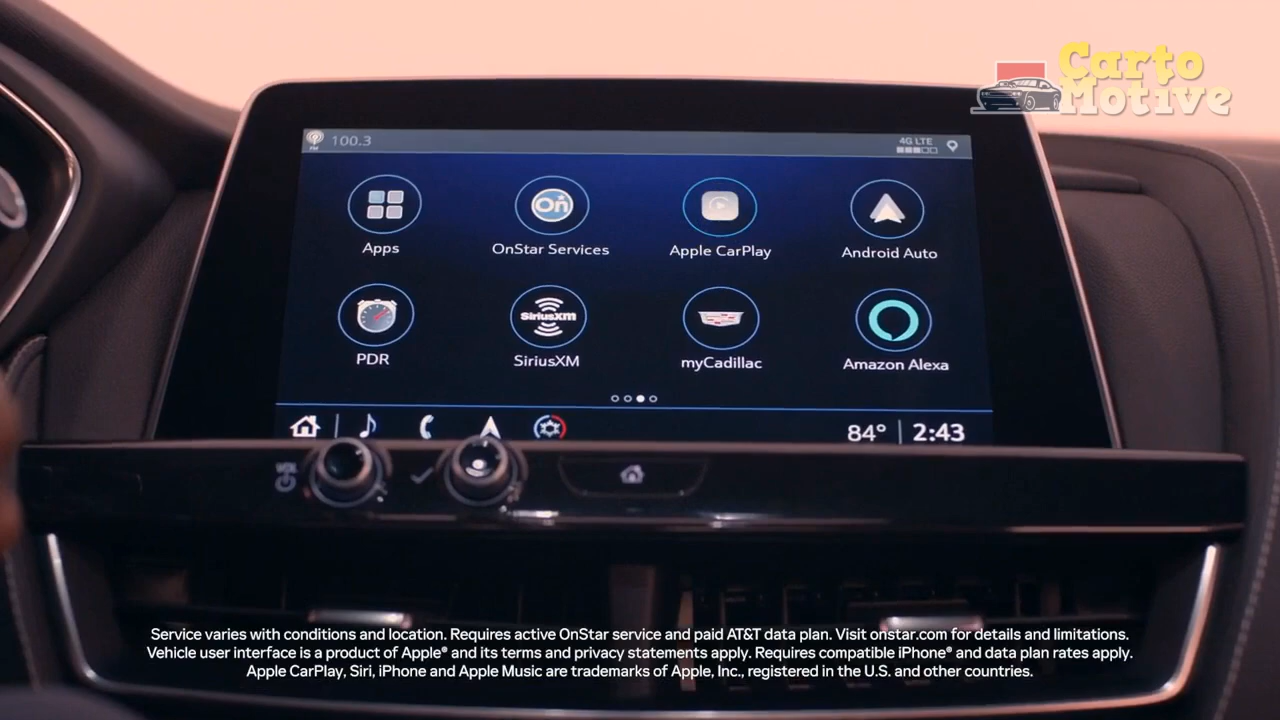 Carto
Motive
FM
100.3
4G LTE
Apps
On
OnStar Services
Apple CarPlay
Android Auto
PDR
SiriusXM
SiriusXM
myCadillac
Amazon Alexa
84° | 2:43
VOL
Service varies with conditions and location. Requires active OnStar service and paid AT&T data plan. Visit onstar.com for details and limitations.
Vehicle user interface is a product of Apple® and its terms and privacy statements apply. Requires compatible iPhone® and data plan rates apply.
Apple CarPlay, Siri, iPhone and Apple Music are trademarks of Apple, Inc., registered in the U.S. and other countries.